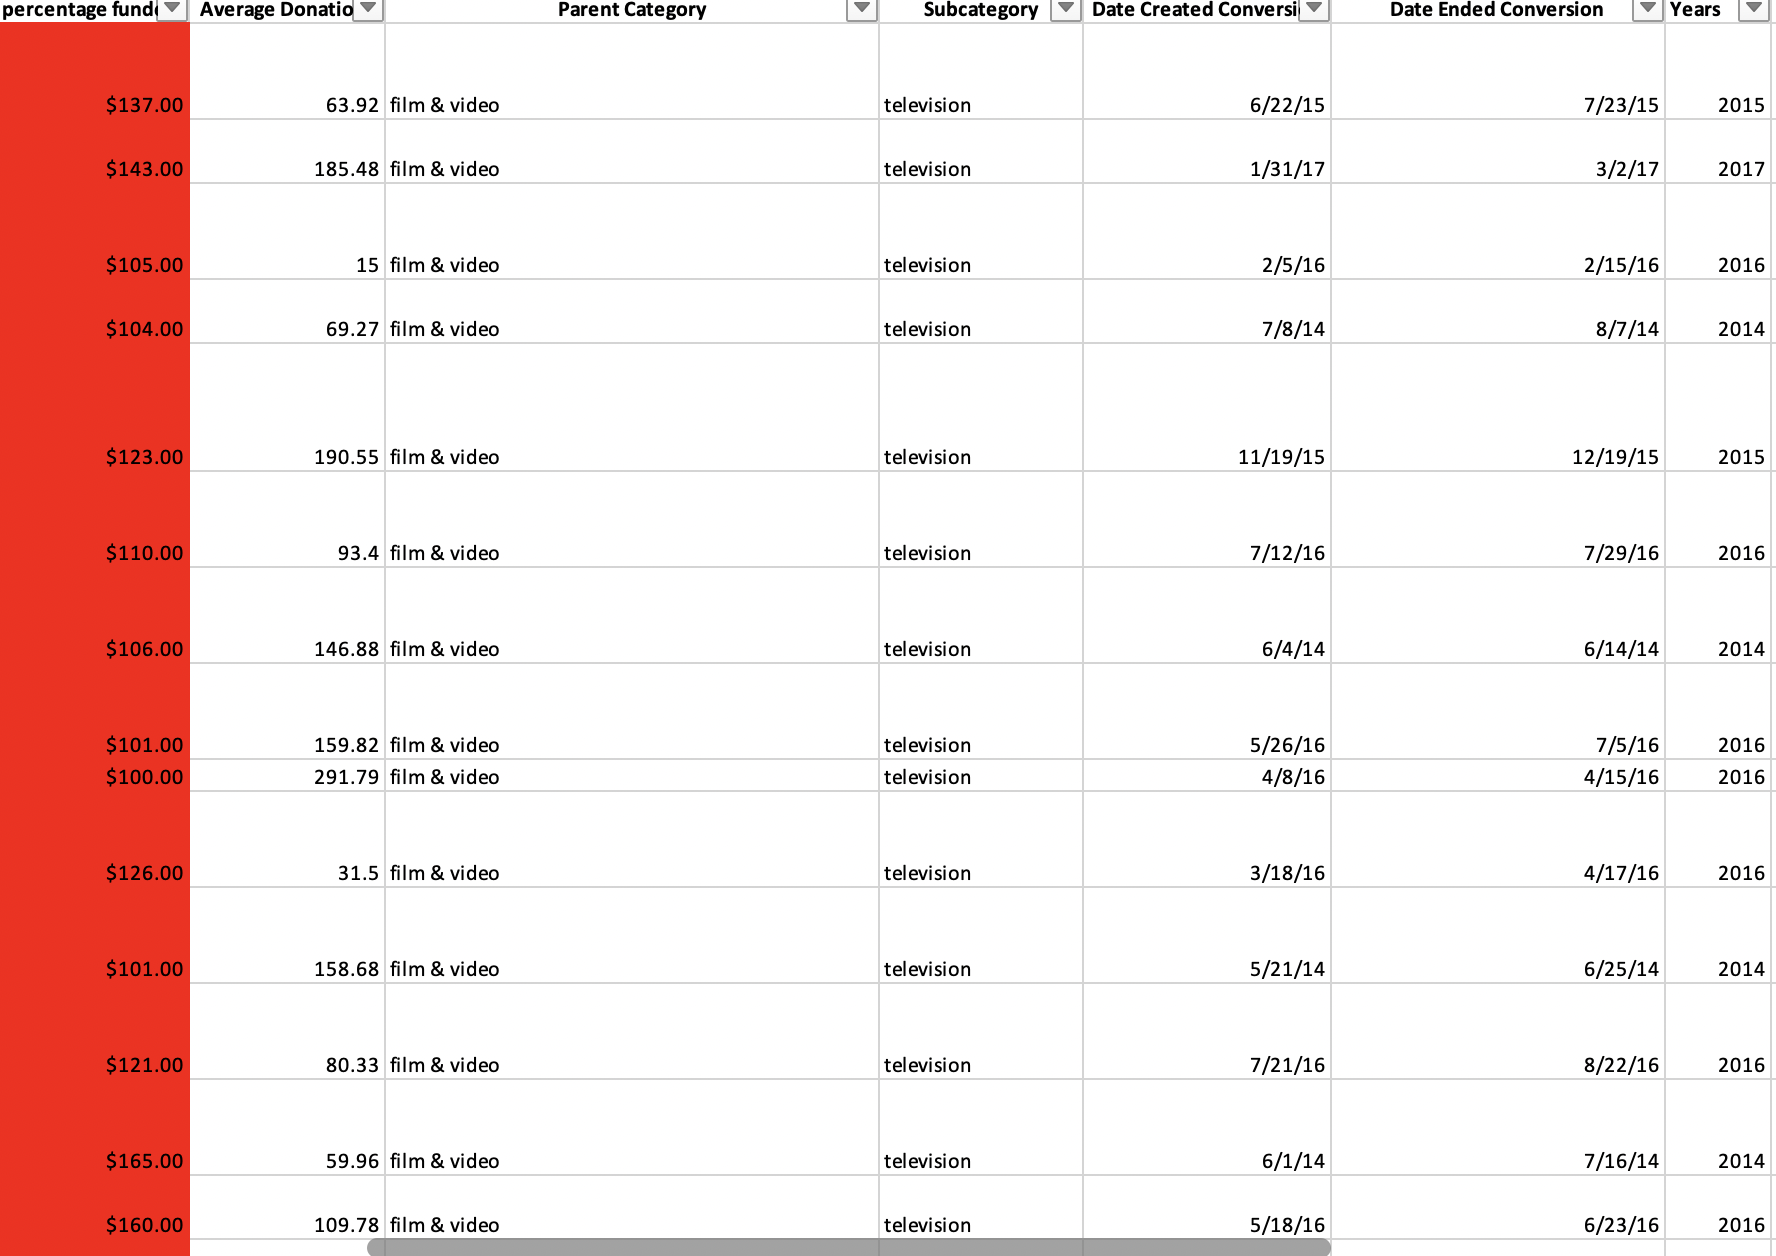 percentage funde Average Donatio Parent Category Subcategory Date Created Conversi Date Ended Conversion Years
$137.00 63.92 film & video television 6/22/15 7/23/15 2015
$143.00 185.48 film & video television 1/31/17 3/2/17 2017
$105.00 15 film & video television 2/5/16 2/15/16 2016
$104.00 69.27 film & video television 7/8/14 8/7/14 2014
$123.00 190.55 film & video television 11/19/15 12/19/15 2015
$110.00 93.4 film & video television 7/12/16 7/29/16 2016
$106.00 146.88 film & video television 6/4/14 6/14/14 2014
$101.00 159.82 film & video television 5/26/16 7/5/16 2016
$100.00 291.79 film & video television 4/8/16 4/15/16 2016
$126.00 31.5 film & video television 3/18/16 4/17/16 2016
$101.00 158.68 film & video television 5/21/14 6/25/14 2014
$121.00 80.33 film & video television 7/21/16 8/22/16 2016
$165.00 59.96 film & video television 6/1/14 7/16/14 2014
$160.00 109.78 film & video television 5/18/16 6/23/16 2016